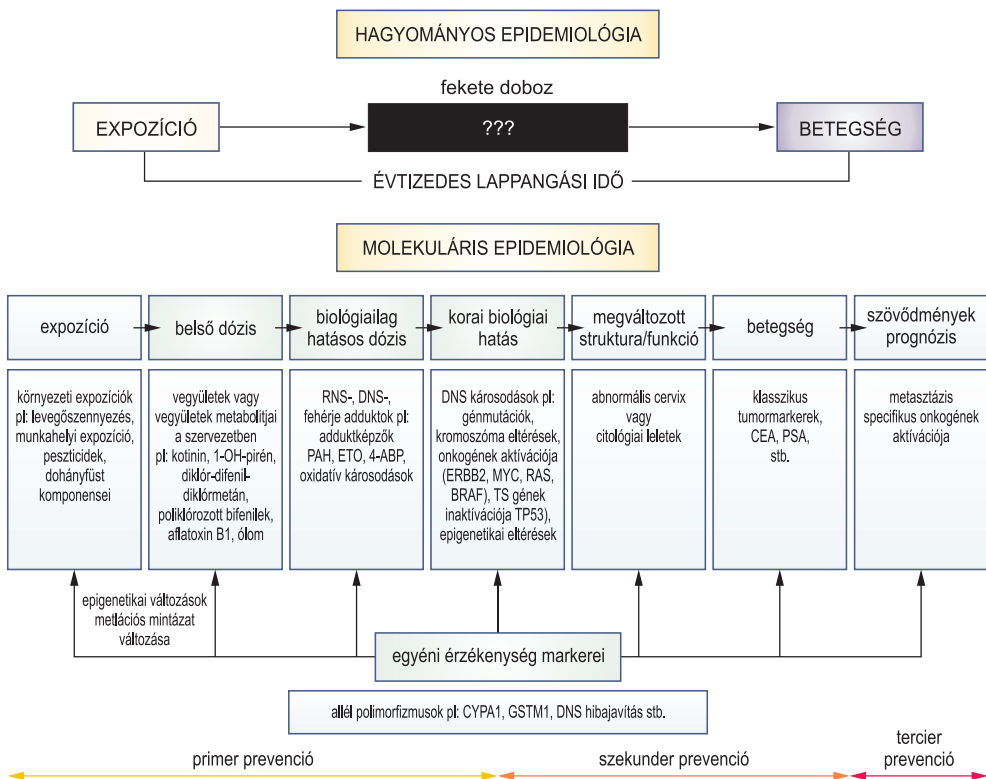 HAGYOMÁNYOS EPIDEMIOLÓGIA
fekete doboz
EXPOZÍCIÓ
???
BETEGSÉG
ÉVTIZEDES LAPPANGÁSI IDŐ
MOLEKULÁRIS EPIDEMIOLÓGIA
expozíció
belső dózis
biológiailag
hatásos dózis
korai biológiai
hatás
megváltozott
struktura/funkció
betegség
szövődmények
prognózis
környezeti expozíciók
pl: levegőszennyezés,
munkahelyi expozíció,
peszticidek,
dohányfüst
komponensei
vegyületek vagy
vegyületek metabolitjai
a szervezetben
pl: kotinin, 1-OH-pirén,
diklór-difenil-
diklórmetán,
poliklórozott bifenilek,
aflatoxin B1, ólom
RNS-, DNS-,
fehérje adduktok pl:
adduktképzők
PAH, ETO, 4-ABP,
oxidatív károsodások
DNS károsodások pl:
génmutációk,
kromoszóma eltérések,
onkogének aktivációja
(ERBB2, MYC, RAS,
BRAF), TS gének
inaktivációja TP53),
epigenetikai eltérések
abnormális cervix
vagy
citológiai leletek
klasszikus
tumormarkerek,
CEA, PSA,
stb.
metasztázis
specifikus onkogének
aktivációja
epigenetikai változások
metlációs mintázat
változása
egyéni érzékenység markerei
allél polimorfizmusok pl: CYPA1, GSTM1, DNS hibajavítás stb.
primer prevenció
szekunder prevenció
tercier
prevenció